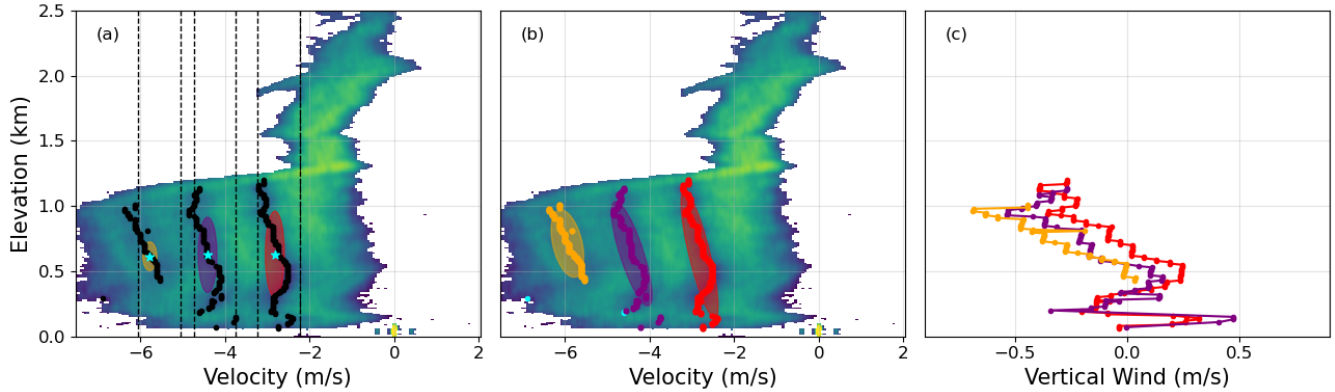 (a)
(b)
(c)
Elevation (km)
2.5
2.0
1.5
1.0
0.5
0.0
−6 −4 −2 0 2
−6 −4 −2 0 2
−0.5 0.0 0.5
Velocity (m/s)
Velocity (m/s)
Vertical Wind (m/s)